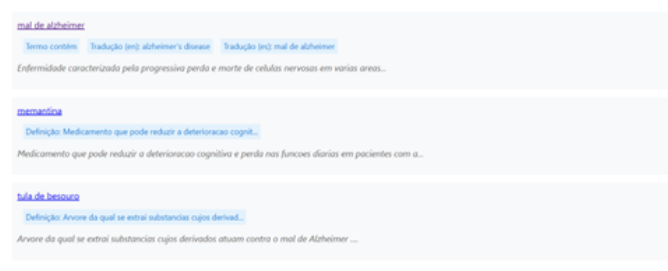 mal de alzheimer
Termo contém Tradução (en): alzheimer's disease Tradução (es): mal de alzheimer
Enfermidade caracterizada pela progressiva perda e morte de celulas nervosas em varias areas...
memantina
Definição: Medicamento que pode reduzir a deterioracao cognit...
Medicamento que pode reduzir a deterioracao cognitiva e perda nas funcoes diarias em pacientes com a...
tula de besouro
Definição: Arvore da qual se extrai substancias cujos derivad...
Arvore da qual se extrai substancias cujos derivados atuam contra o mal de Alzheimer ....